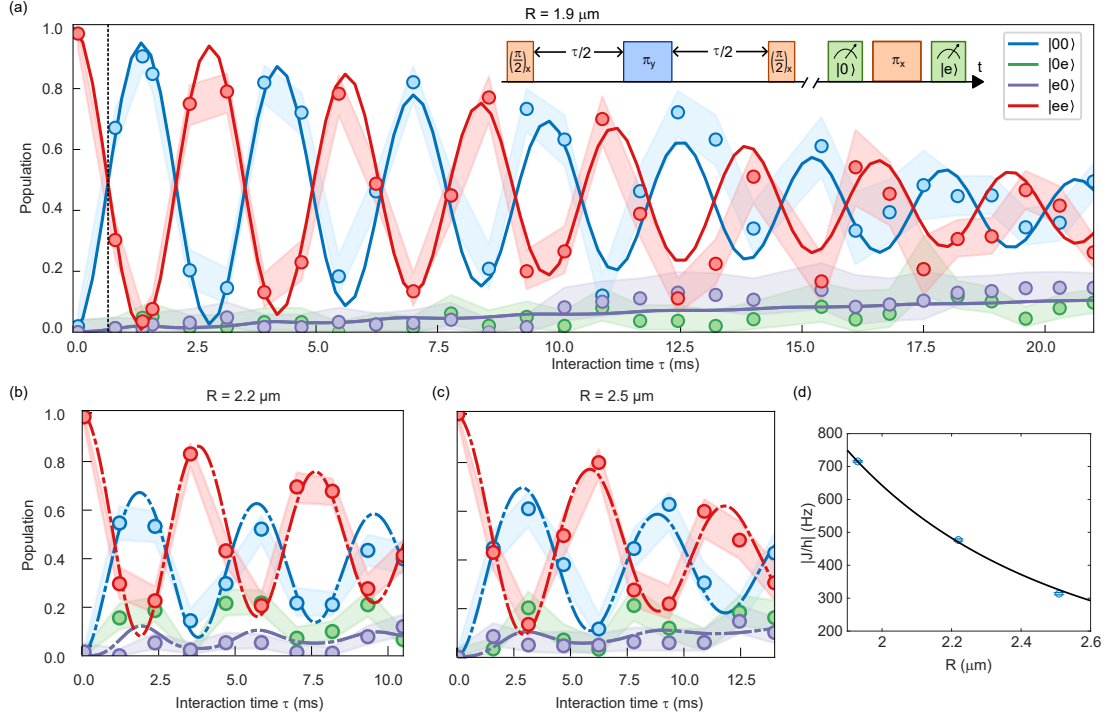 (a)
R = 1.9 μm
Population
1.0
0.8
0.6
0.4
0.2
0.0
(π/2)x
τ/2
πy
τ/2
(π/2)x
|0⟩
πx
|e⟩
t
|00⟩
|0e⟩
|e0⟩
|ee⟩
0.0 2.5 5.0 7.5 10.0 12.5 15.0 17.5 20.0
Interaction time τ (ms)
(b)
R = 2.2 μm
Population
1.0
0.8
0.6
0.4
0.2
0.0
0.0 2.5 5.0 7.5 10.0
Interaction time τ (ms)
(c)
R = 2.5 μm
0.0 2.5 5.0 7.5 10.0 12.5 14.0
Interaction time τ (ms)
(d)
|J/h| (Hz)
800
700
600
500
400
300
200
2 2.2 2.4 2.6
R (μm)